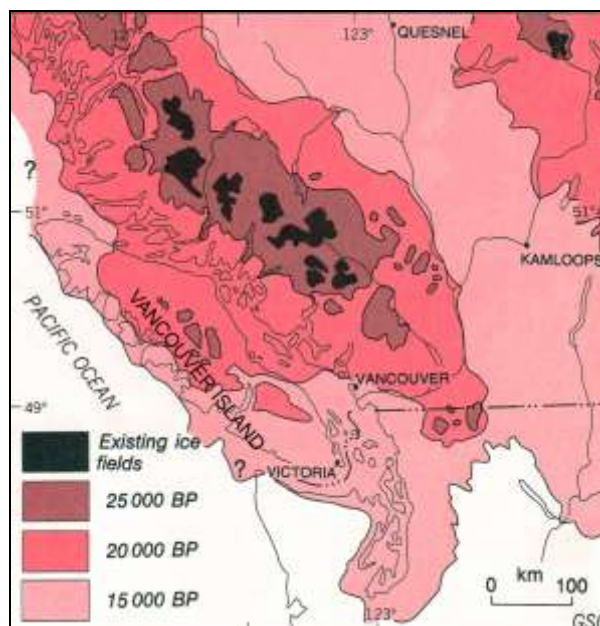 123°
QUESNEL
?
51°
51°
KAMLOOPS
PACIFIC OCEAN
VANCOUVER ISLAND
VANCOUVER
49°
Existing ice
fields
?
VICTORIA
25 000 BP
20 000 BP
15 000 BP
km
0 100
123°
GSC